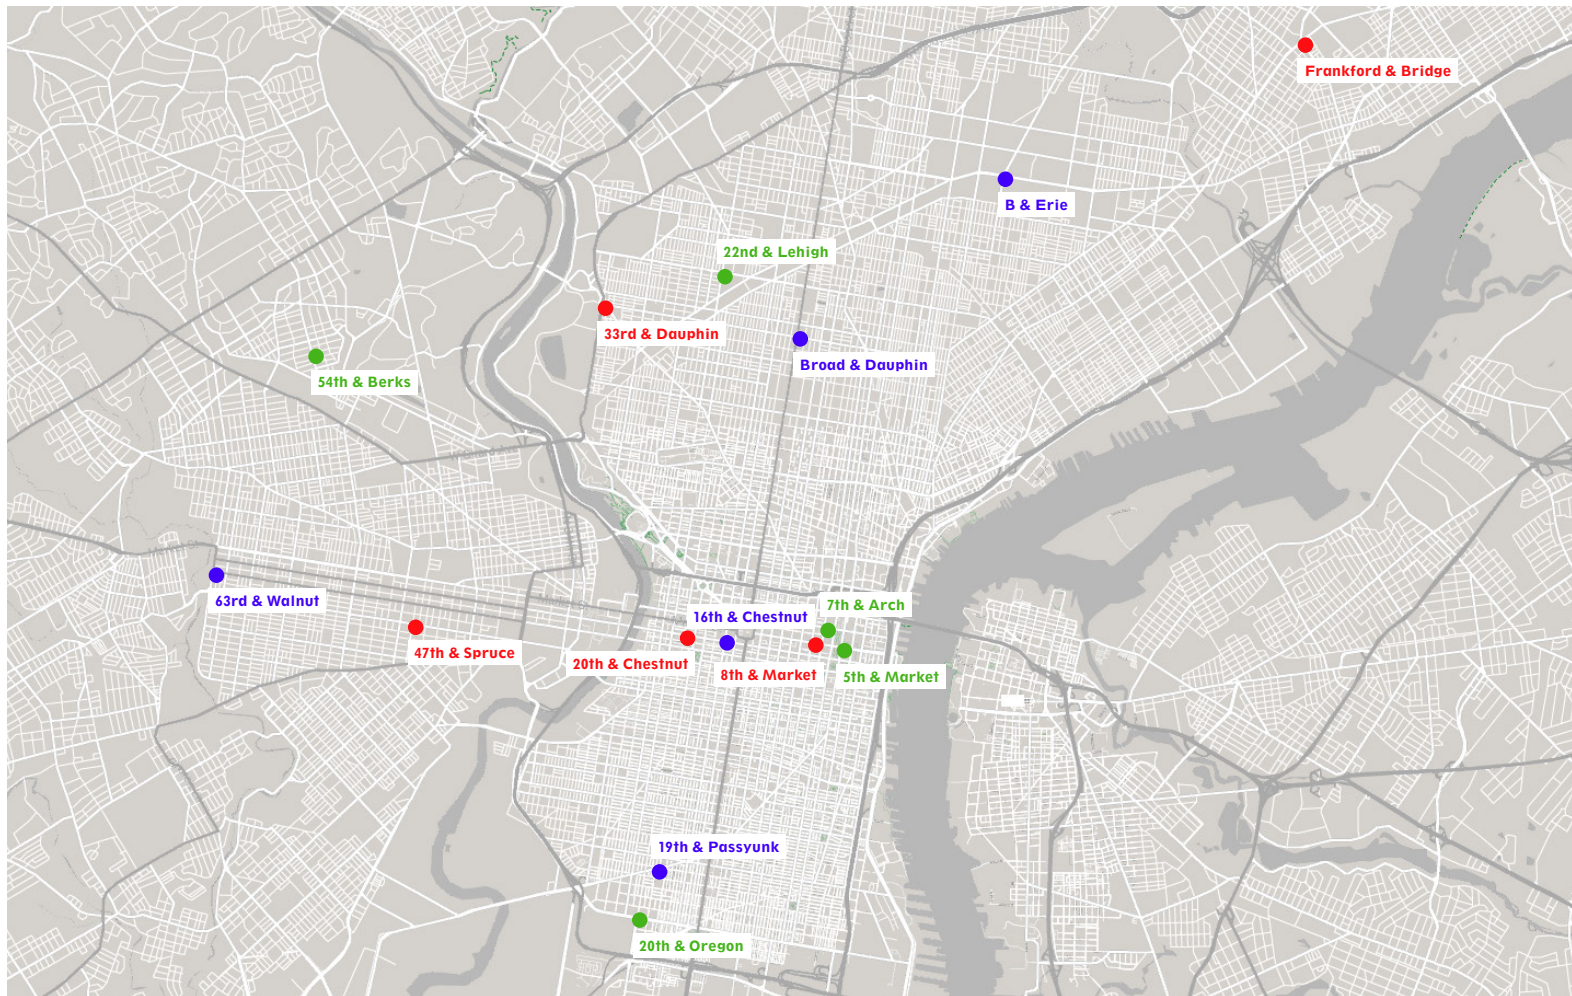 Frankford & Bridge
B & Erie
22nd & Lehigh
33rd & Dauphin
Broad & Dauphin
54th & Berks
63rd & Walnut
7th & Arch
16th & Chestnut
47th & Spruce
20th & Chestnut
8th & Market
5th & Market
19th & Passyunk
20th & Oregon